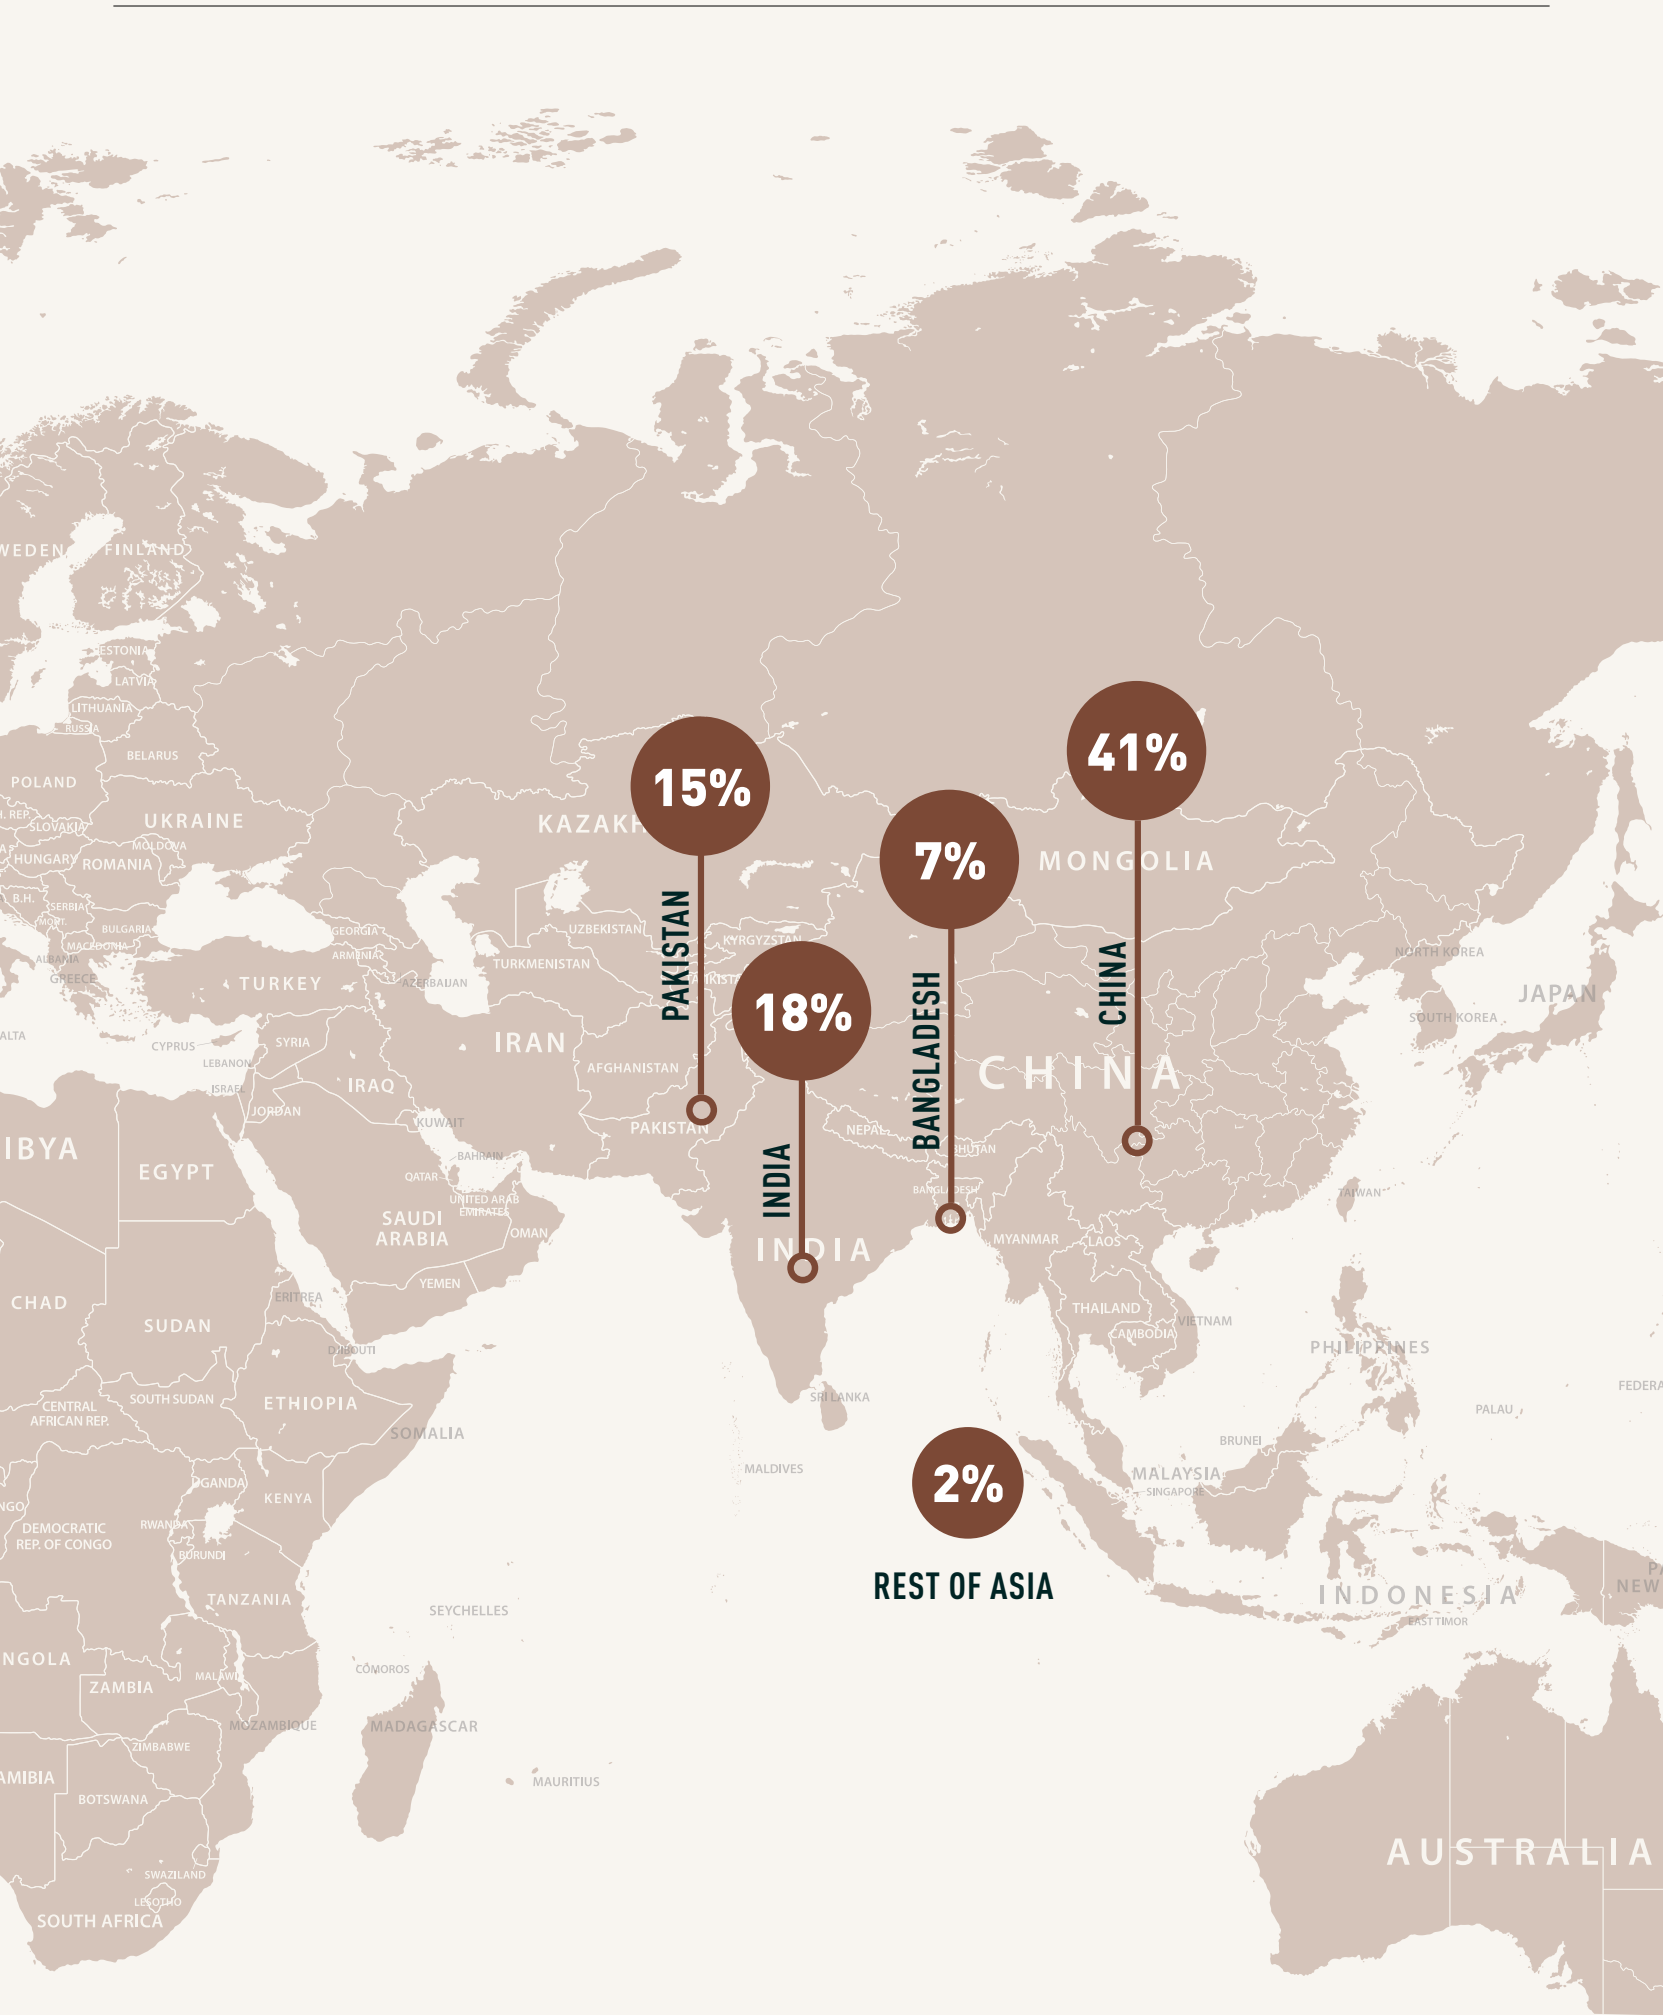 41%
15%
7%
18%
PAKISTAN
BANGLADESH
CHINA
INDIA
2%
REST OF ASIA
WEDEN
FINLAND
ESTONIA
LATVIA
LITHUANIA
RUSSIA
BELARUS
POLAND
H. REP.
SLOVAKIA
UKRAINE
MOLDOVA
HUNGARY
ROMANIA
B.H.
SERBIA
MONT.
BULGARIA
MACEDONIA
ALBANIA
GREECE
KAZAKH
MONGOLIA
GEORGIA
ARMENIA
AZERBAIJAN
UZBEKISTAN
KYRGYZSTAN
TURKMENISTAN
NORTH KOREA
JAPAN
SOUTH KOREA
TURKEY
ALTA
CYPRUS
SYRIA
LEBANON
ISRAEL
IRAQ
JORDAN
IRAN
AFGHANISTAN
CHINA
KUWAIT
PAKISTAN
NEPAL
BHUTAN
IBYA
EGYPT
BAHRAIN
QATAR
UNITED ARAB
EMIRATES
SAUDI
ARABIA
OMAN
BANGLADESH
TAIWAN
INDIA
MYANMAR
LAOS
YEMEN
CHAD
ERITREA
SUDAN
THAILAND
VIETNAM
CAMBODIA
DJIBOUTI
PHILIPPINES
SOUTH SUDAN
ETHIOPIA
SRI LANKA
FEDERA
CENTRAL
AFRICAN REP.
PALAU
SOMALIA
BRUNEI
MALDIVES
MALAYSIA
SINGAPORE
UGANDA
KENYA
NGO
RWANDA
DEMOCRATIC
REP. OF CONGO
BURUNDI
TANZANIA
SEYCHELLES
INDONESIA
EAST TIMOR
PA
NEW
NGOLA
ZAMBIA
MALAWI
COMOROS
MOZAMBIQUE
MADAGASCAR
ZIMBABWE
AMIBIA
BOTSWANA
MAURITIUS
AUSTRALIA
SWAZILAND
LESOTHO
SOUTH AFRICA